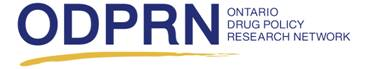 ODPRN
ONTARIO
DRUG POLICY
RESEARCH NETWORK